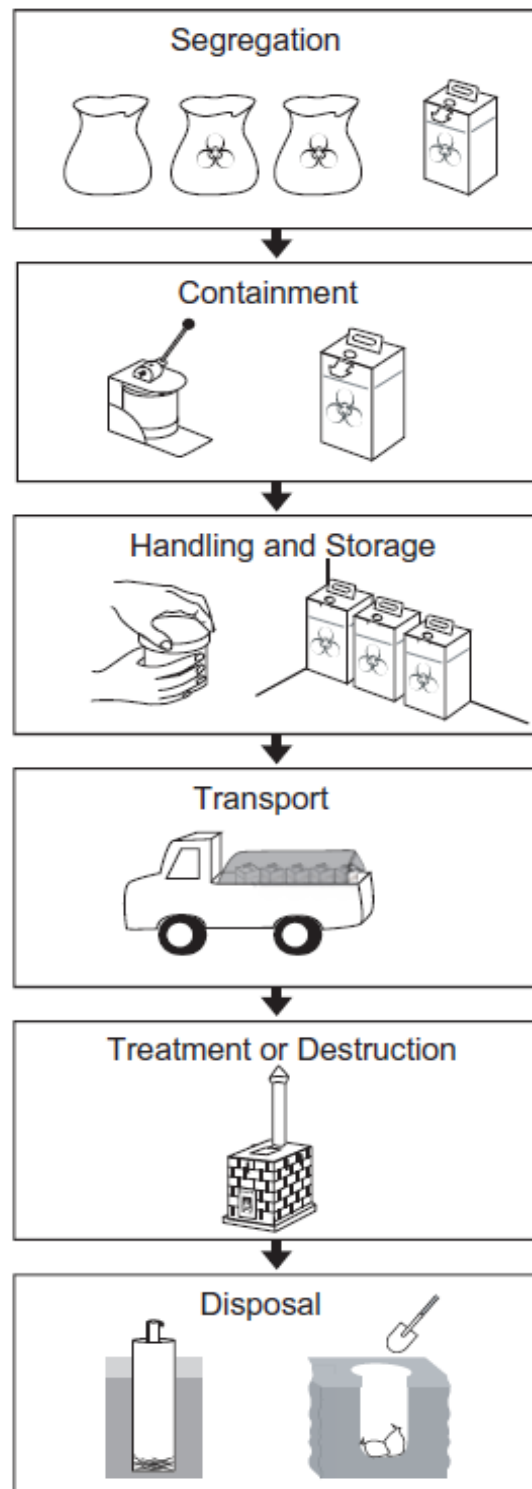 Segregation
Containment
Handling and Storage
Transport
Treatment or Destruction
Disposal